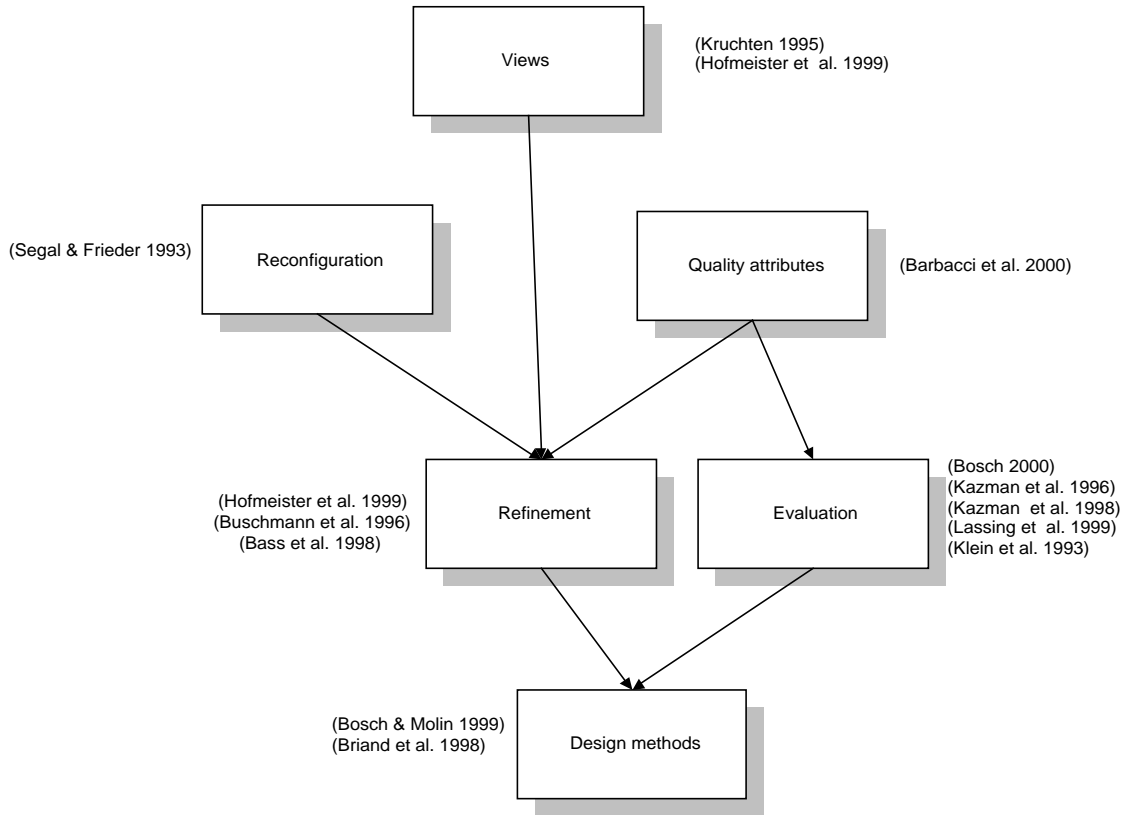 Views
(Kruchten 1995)
(Hofmeister et al. 1999)
(Segal & Frieder 1993)
Reconfiguration
Quality attributes
(Barbacci et al. 2000)
(Hofmeister et al. 1999)
(Buschmann et al. 1996)
(Bass et al. 1998)
Refinement
Evaluation
(Bosch 2000)
(Kazman et al. 1996)
(Kazman et al. 1998)
(Lassing et al. 1999)
(Klein et al. 1993)
(Bosch & Molin 1999)
(Briand et al. 1998)
Design methods